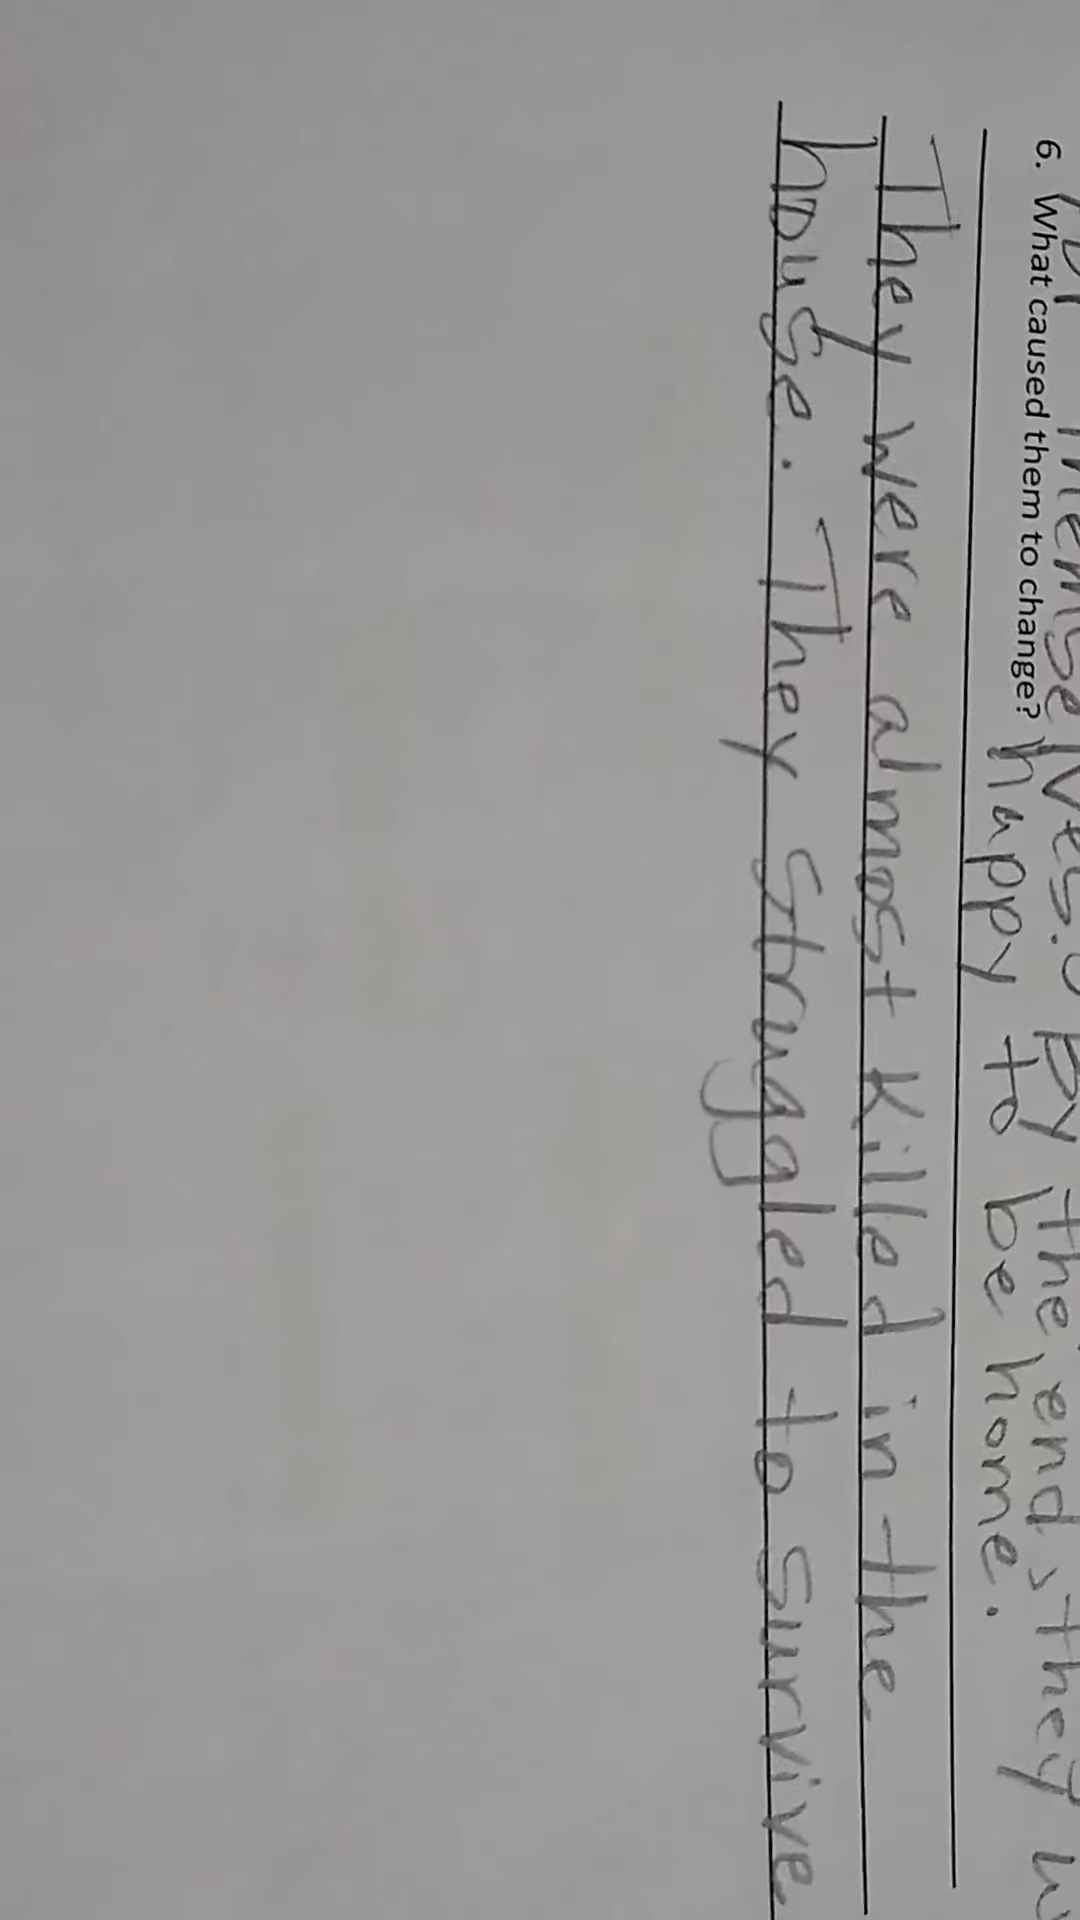 themselves. By the end, they
6. What caused them to change? happy to be home.
They were almost killed in the
house. They struggled to survive